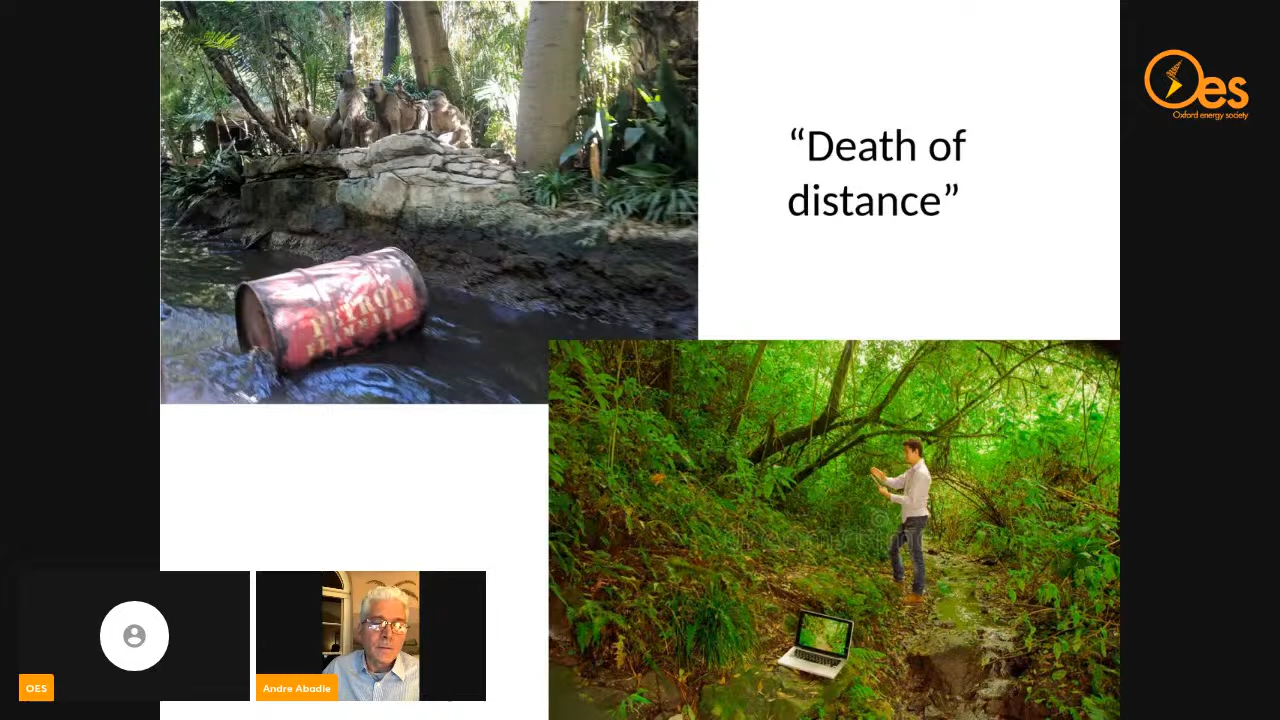 “Death of
distance”
Oes
Oxford energy society
PETROL
OES
Andre Abadie